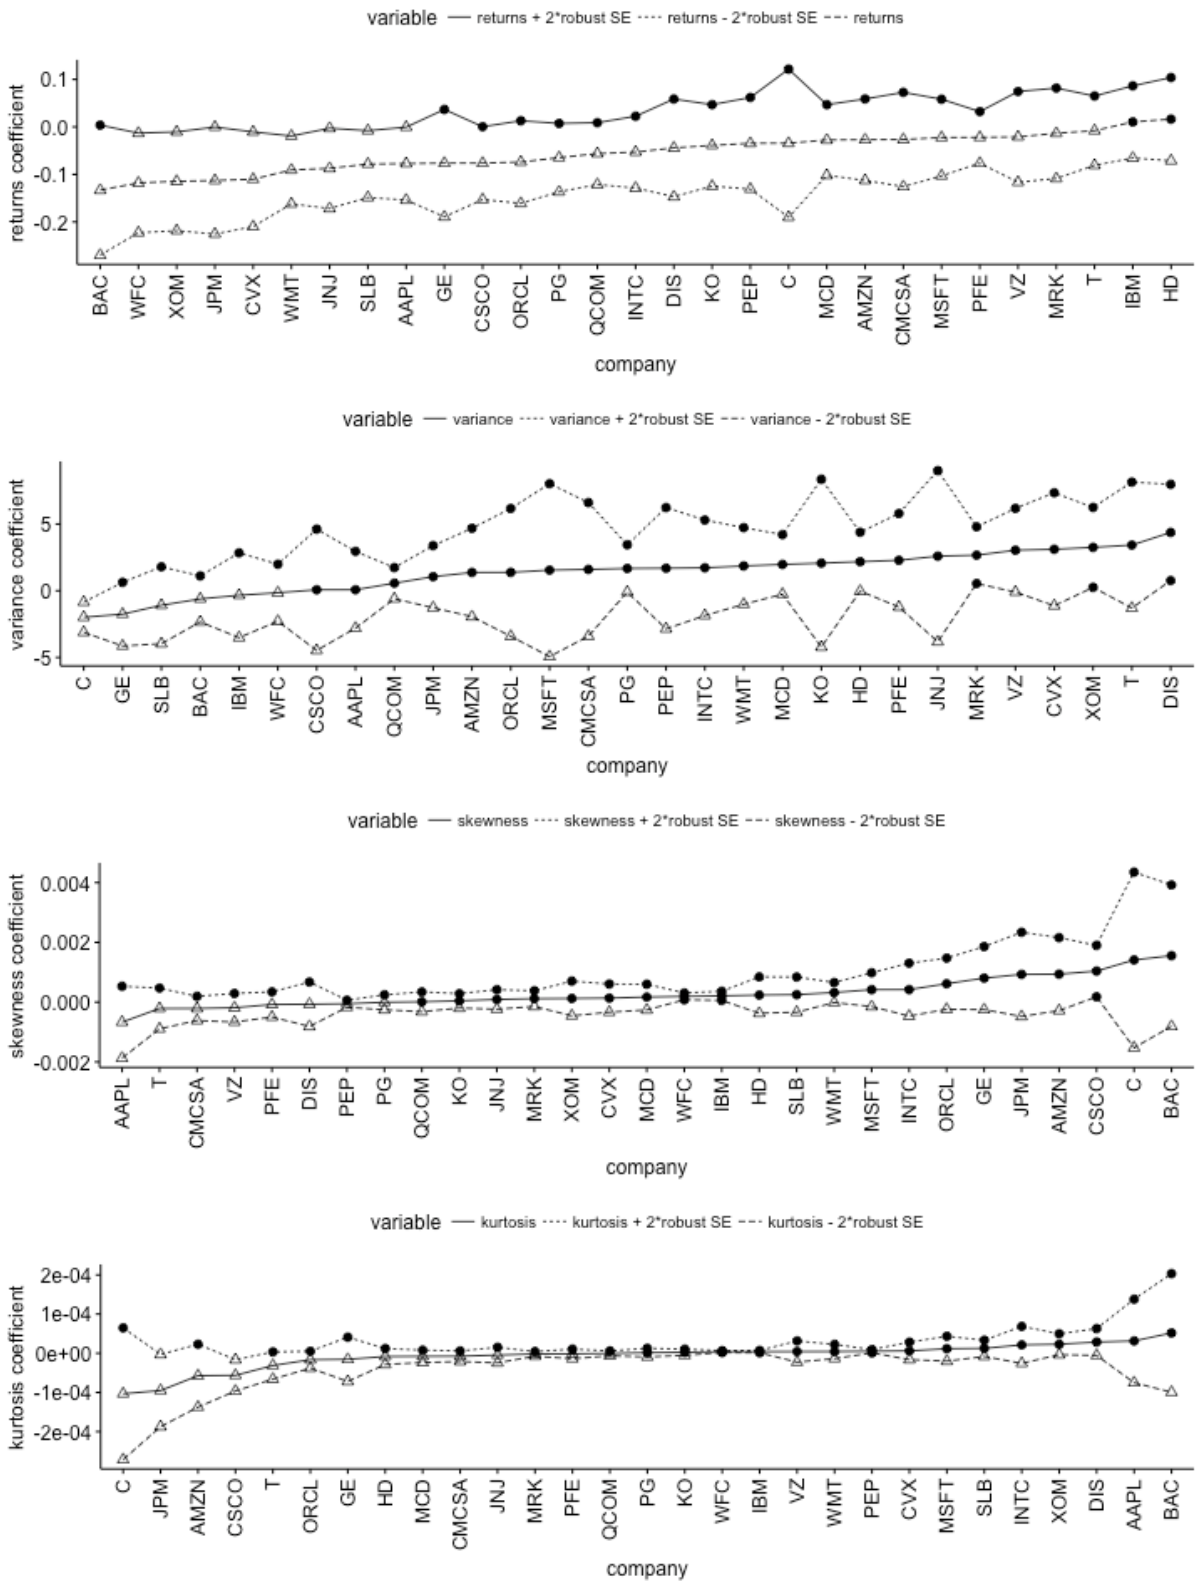 variable returns + 2*robust SE returns - 2*robust SE returns
returns coefficient
0.1
0.0
-0.1
-0.2
BAC WFC XOM JPM CVX WMT JNJ SLB AAPL GE CSCO ORCL PG QCOM INTC DIS KO PEP C MCD AMZN CMCSA MSFT PFE VZ MRK T IBM HD
company
variable variance variance + 2*robust SE variance - 2*robust SE
variance coefficient
5
0
-5
C GE SLB BAC IBM WFC CSCO AAPL QCOM JPM AMZN ORCL MSFT CMCSA PG PEP INTC WMT MCD KO HD PFE JNJ MRK VZ CVX XOM T DIS
company
variable skewness skewness + 2*robust SE skewness - 2*robust SE
skewness coefficient
0.004
0.002
0.000
-0.002
AAPL T CMCSA VZ PFE DIS PEP PG QCOM KO JNJ MRK XOM CVX MCD WFC IBM HD SLB WMT MSFT INTC ORCL GE JPM AMZN CSCO C BAC
company
variable kurtosis kurtosis + 2*robust SE kurtosis - 2*robust SE
kurtosis coefficient
2e-04
1e-04
0e+00
-1e-04
-2e-04
C JPM AMZN CSCO T ORCL GE HD MCD CMCSA JNJ MRK PFE QCOM PG KO WFC IBM VZ WMT PEP CVX MSFT SLB INTC XOM DIS AAPL BAC
company